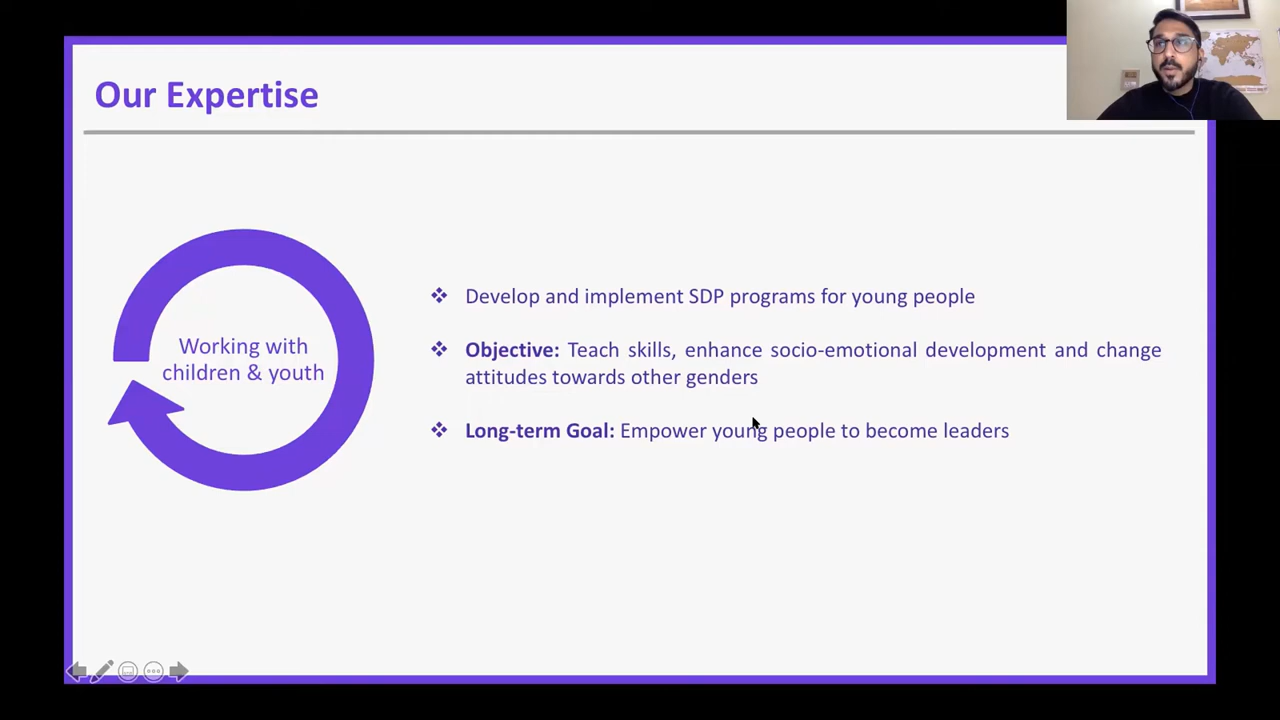 Our Expertise
Working with
children & youth
Develop and implement SDP programs for young people
Objective: Teach skills, enhance socio-emotional development and change
attitudes towards other genders
Long-term Goal: Empower young people to become leaders